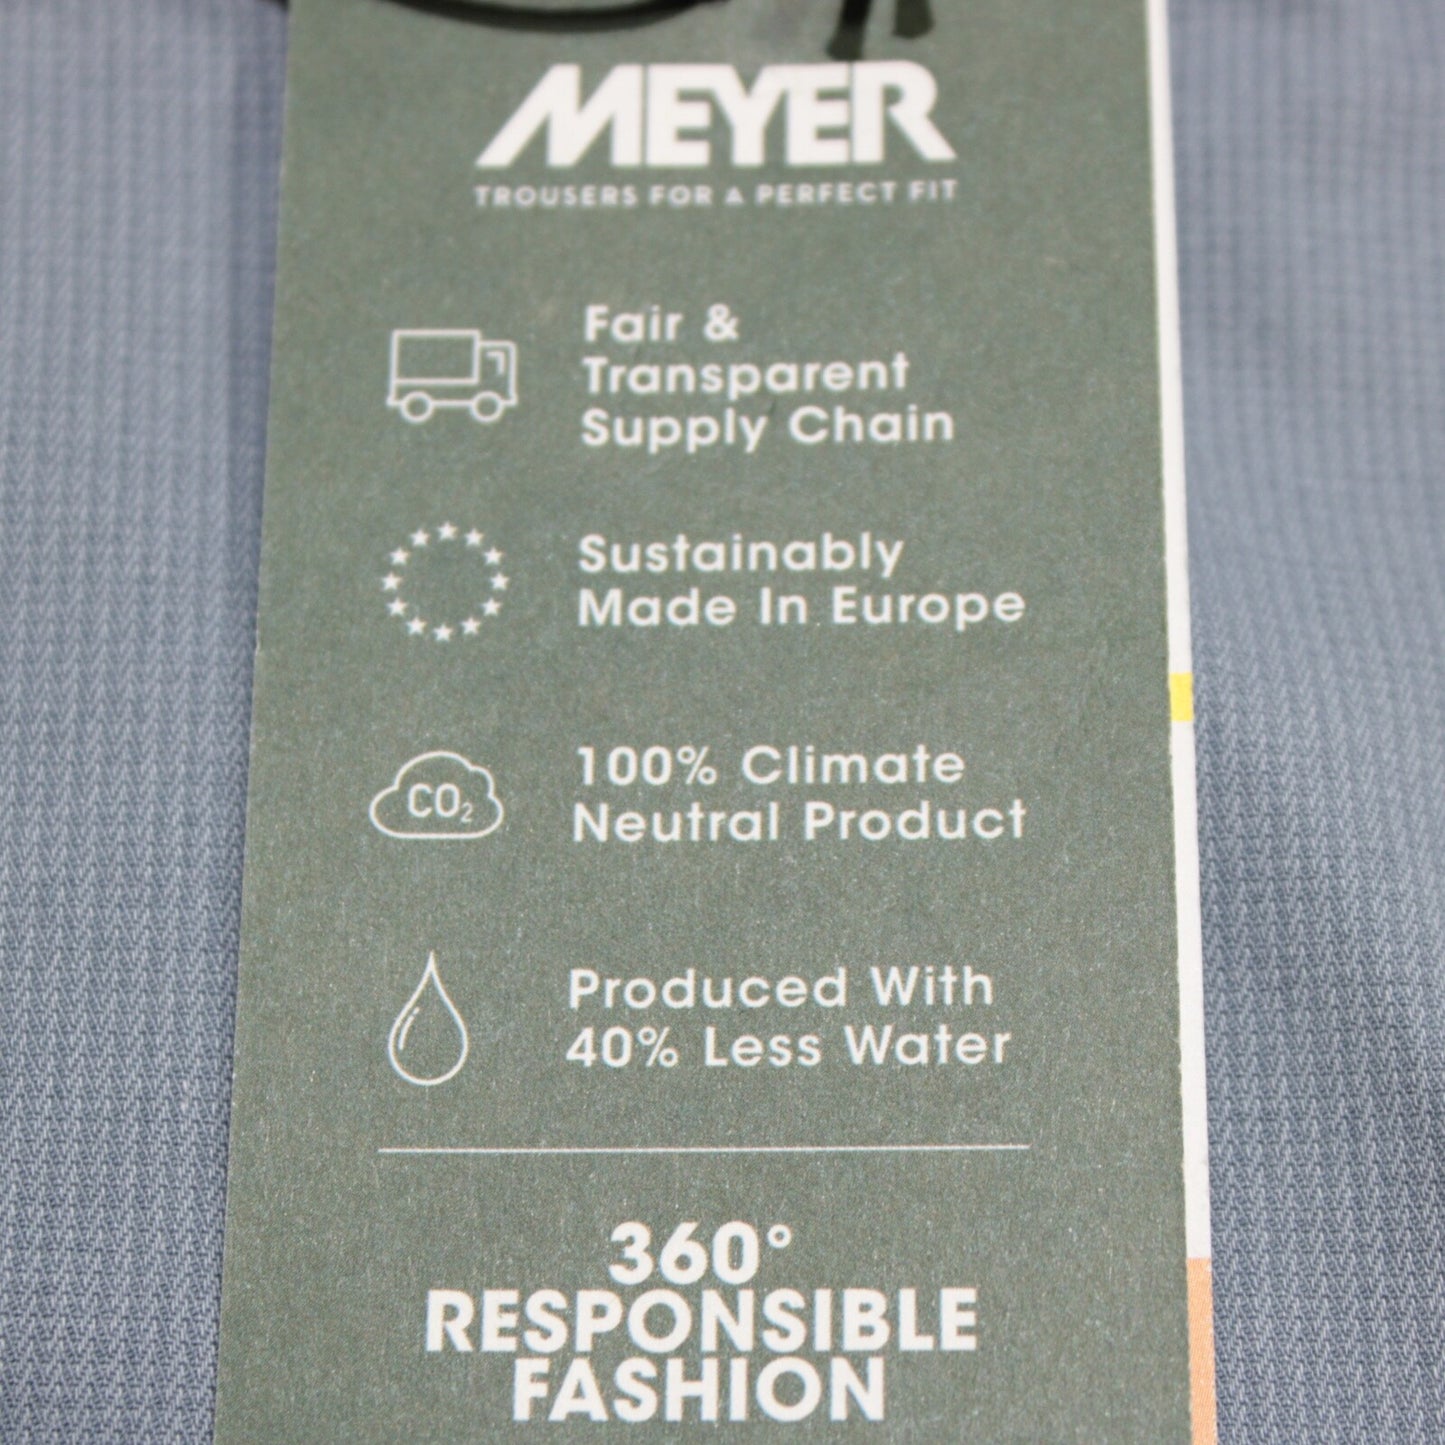 MEYER
TROUSERS FOR A PERFECT FIT
Fair &
Transparent
Supply Chain
Sustainably
Made In Europe
CO₂
100% Climate
Neutral Product
Produced With
40% Less Water
360°
RESPONSIBLE
FASHION